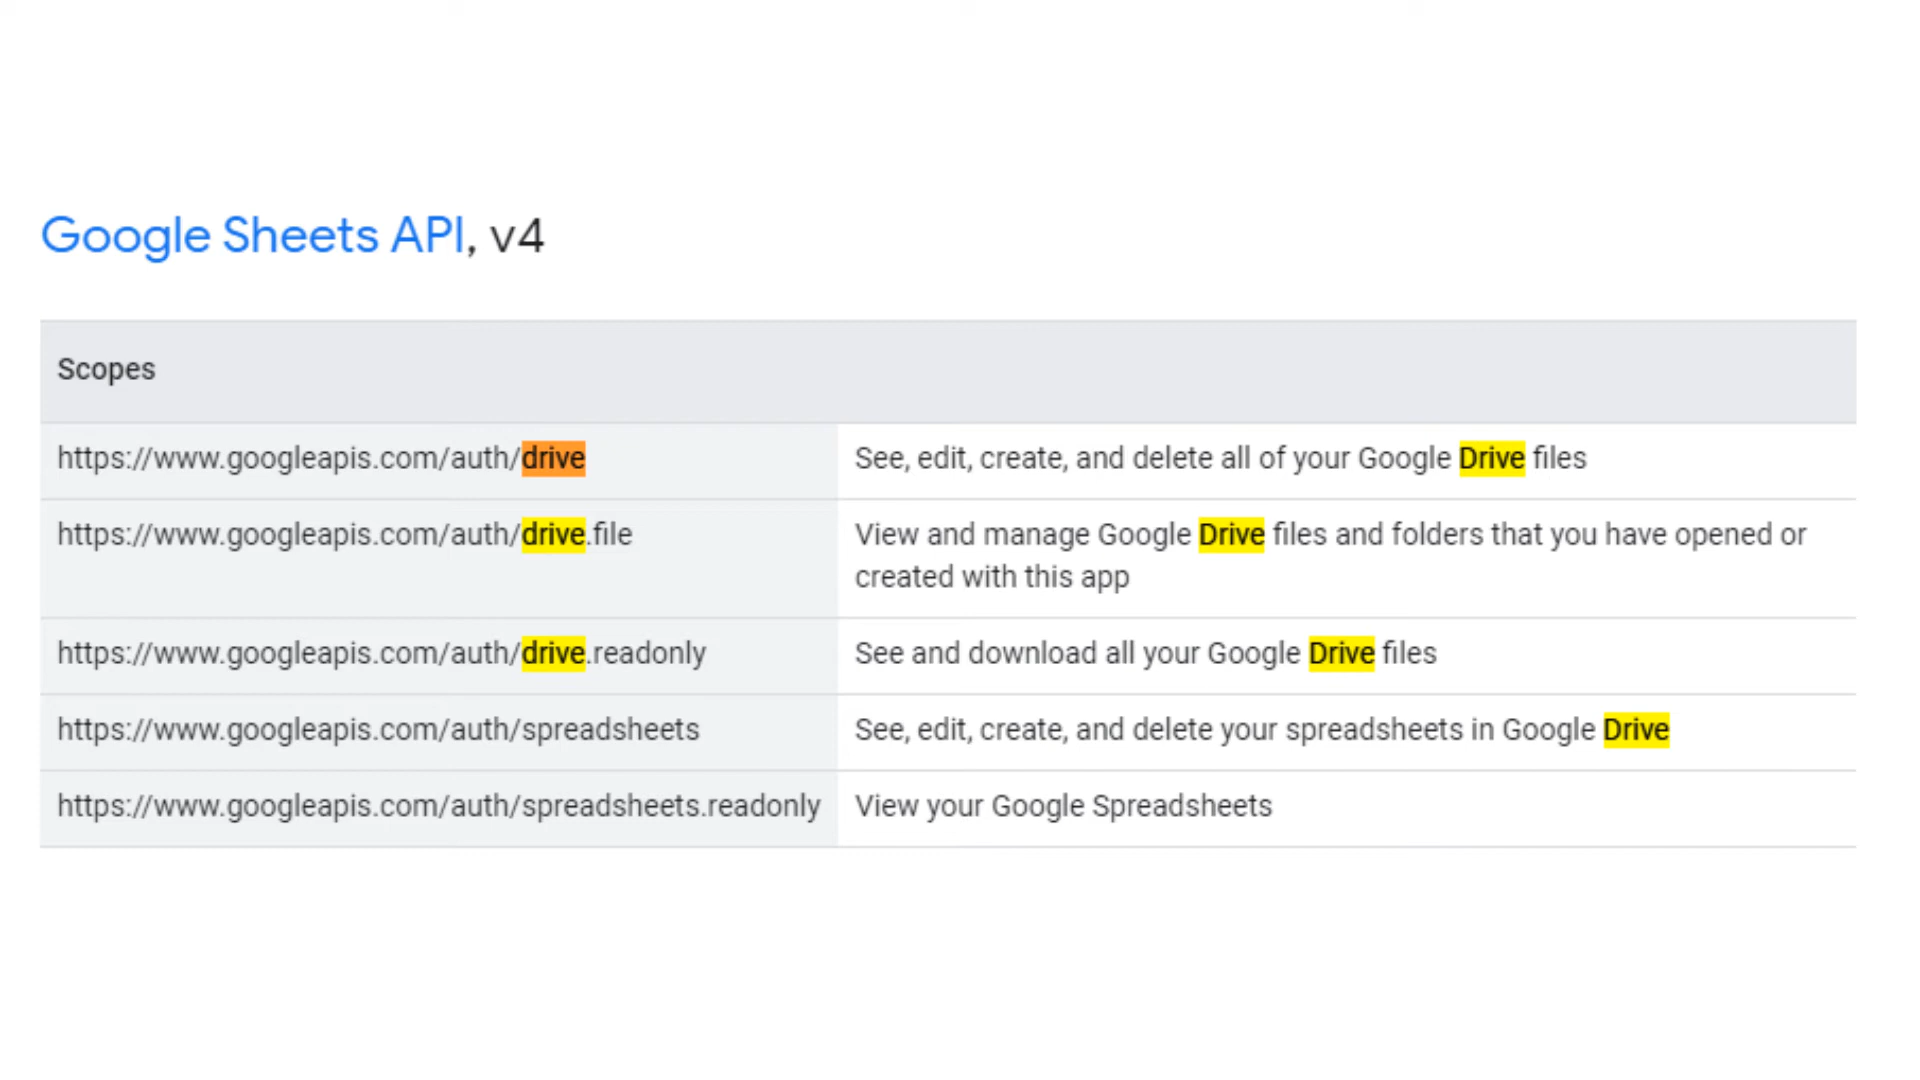 Google Sheets API, v4
Scopes
https://www.googleapis.com/auth/drive See, edit, create, and delete all of your Google Drive files
https://www.googleapis.com/auth/drive.file View and manage Google Drive files and folders that you have opened or
created with this app
https://www.googleapis.com/auth/drive.readonly See and download all your Google Drive files
https://www.googleapis.com/auth/spreadsheets See, edit, create, and delete your spreadsheets in Google Drive
https://www.googleapis.com/auth/spreadsheets.readonly View your Google Spreadsheets